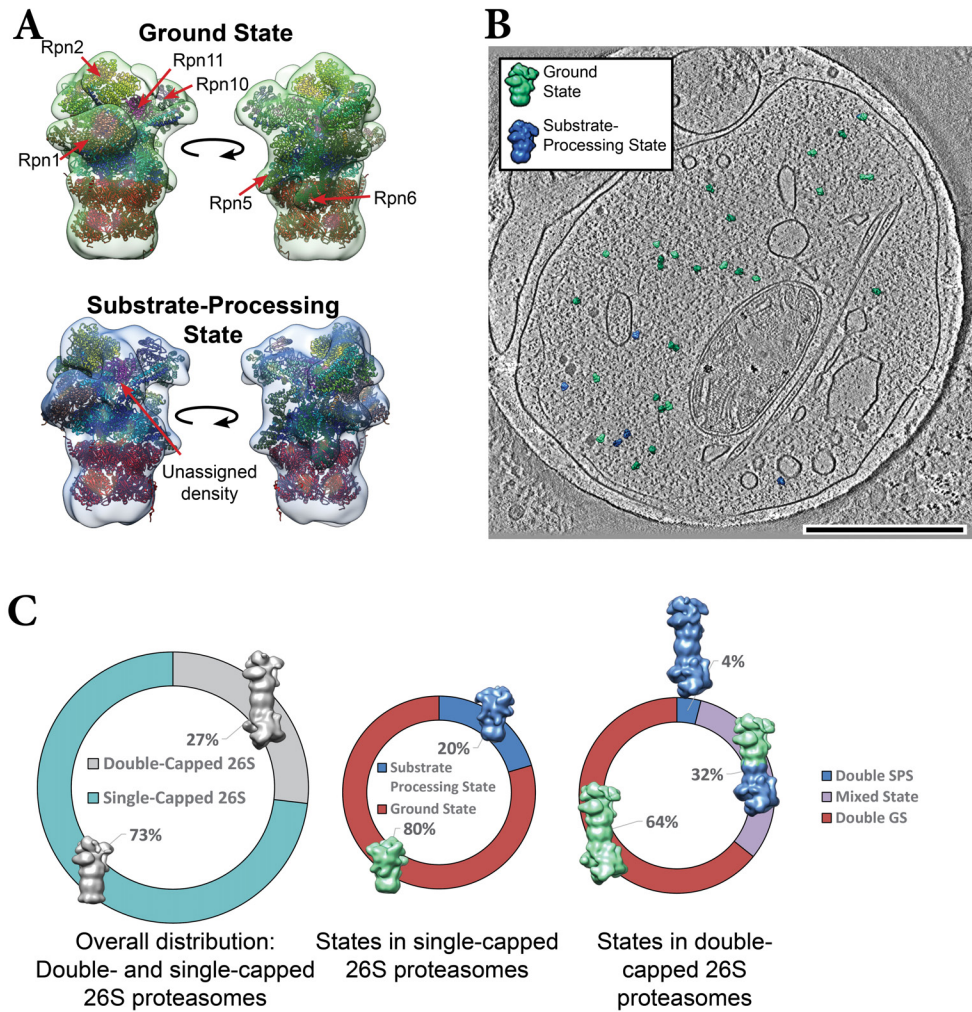 A
Ground State
Rpn2
Rpn11
Rpn10
Rpn1
Rpn5
Rpn6
Substrate-Processing
State
Unassigned
density
B
Ground
State
Substrate-
Processing State
C
27%
Double-Capped 26S
Single-Capped 26S
73%
Overall distribution:
Double- and single-capped
26S proteasomes
20%
Substrate
Processing State
Ground State
80%
States in single-capped
26S proteasomes
4%
32%
64%
States in double-
capped 26S
proteasomes
Double SPS
Mixed State
Double GS